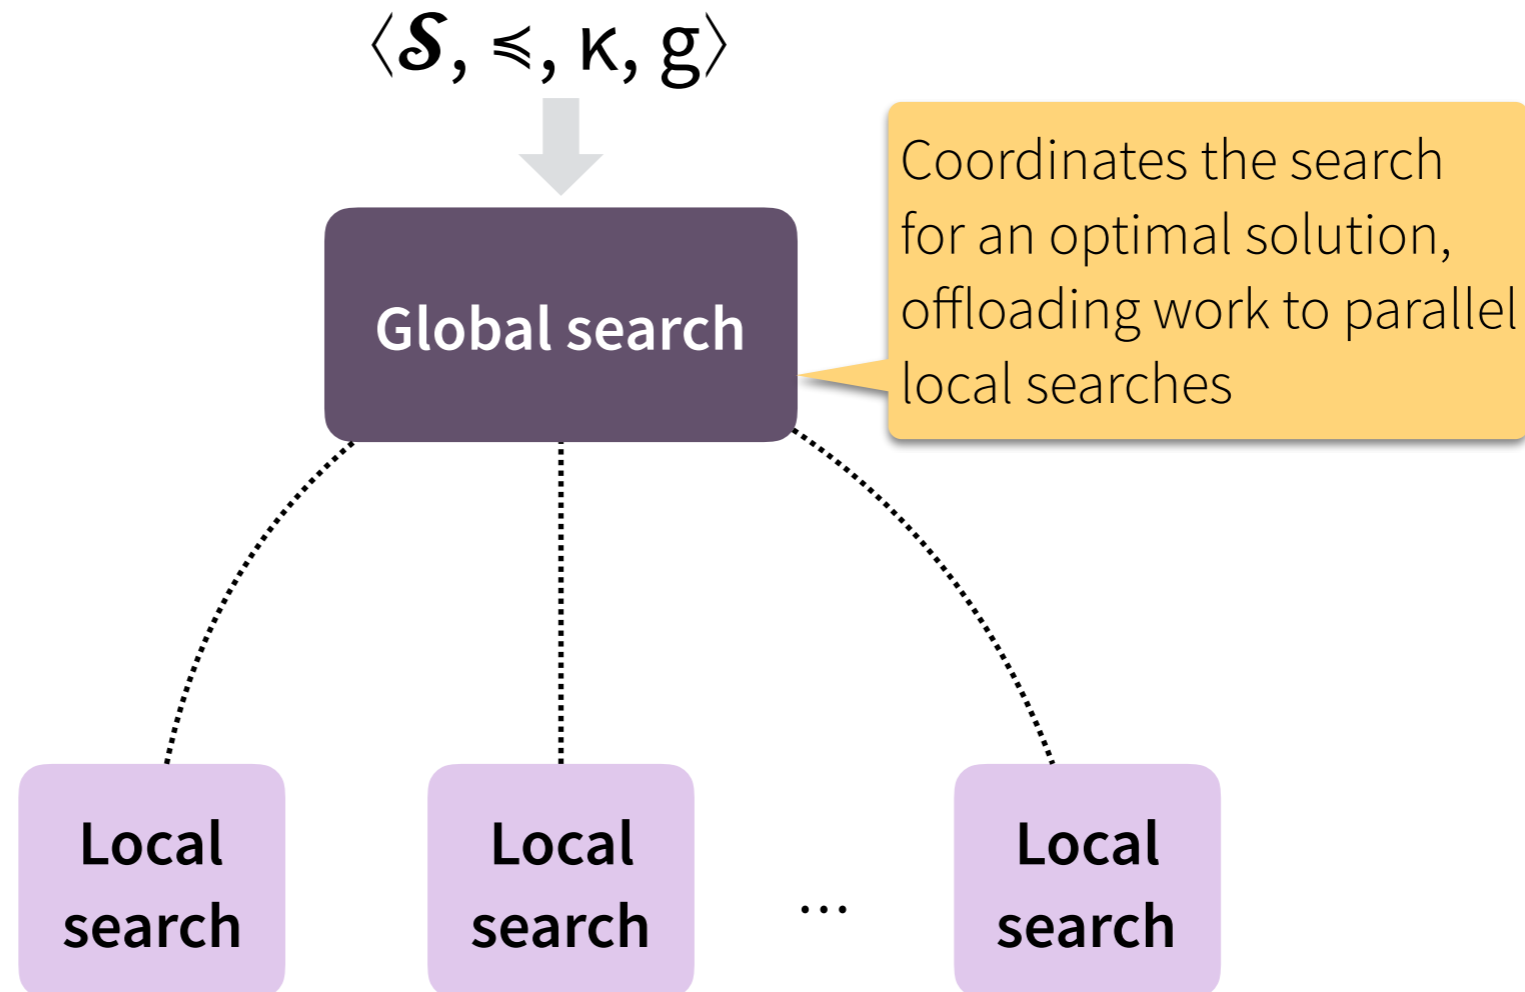 ⟨𝓢, ≼, κ, g⟩
Coordinates the search
for an optimal solution,
offloading work to parallel
local searches
Global search
Local
search
Local
search
...
Local
search